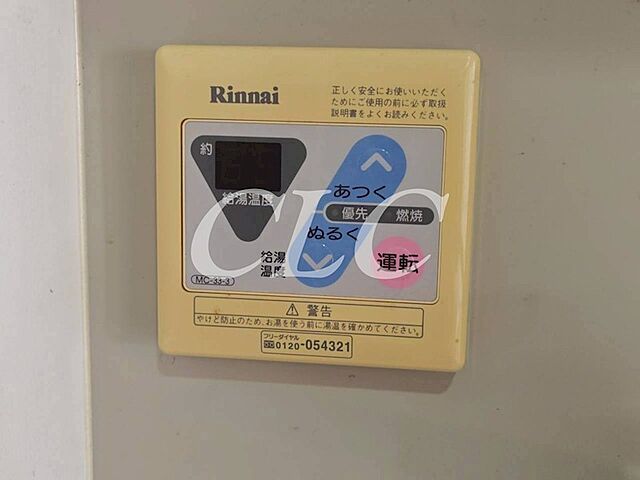 Rinnai
正しく安全にお使いいただく
ためにご使用の前に必ず取扱
説明書をよくお読みください。
約
給湯温度
あつく
優先
燃焼
ぬるく
給湯
温度
運転
MC-33-3
CLC
⚠ 警告
やけど防止のため、お湯を使う前に湯温を確かめてください。
フリーダイヤル
0120-054321